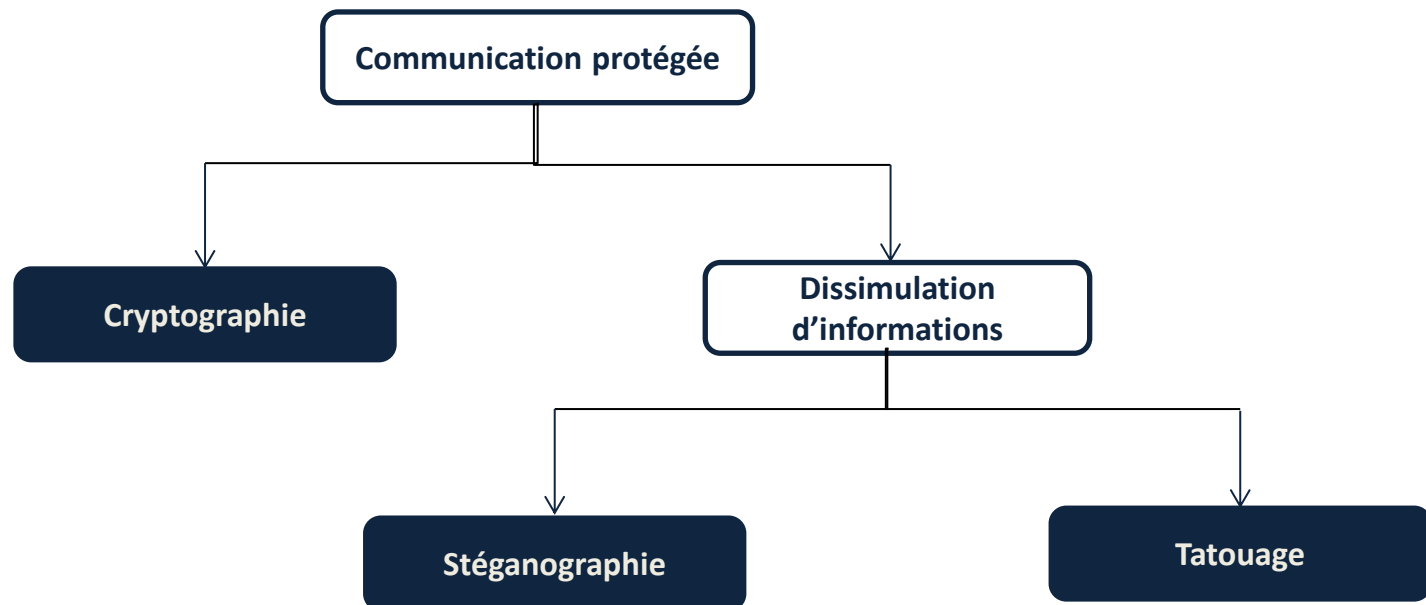 Communication protégée
Cryptographie
Dissimulation
d’informations
Stéganographie
Tatouage